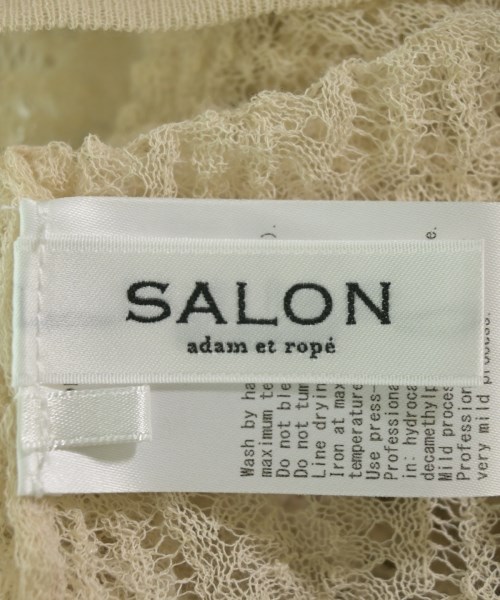 SALON
adam et ropé
Wash by ha
maximum te
Do not ble
Do not tum
Line dryin
Iron at max
temperature
Use press-
Professiona
in: hydroca
decamethylp
Mild proces
Profession
very mild process.